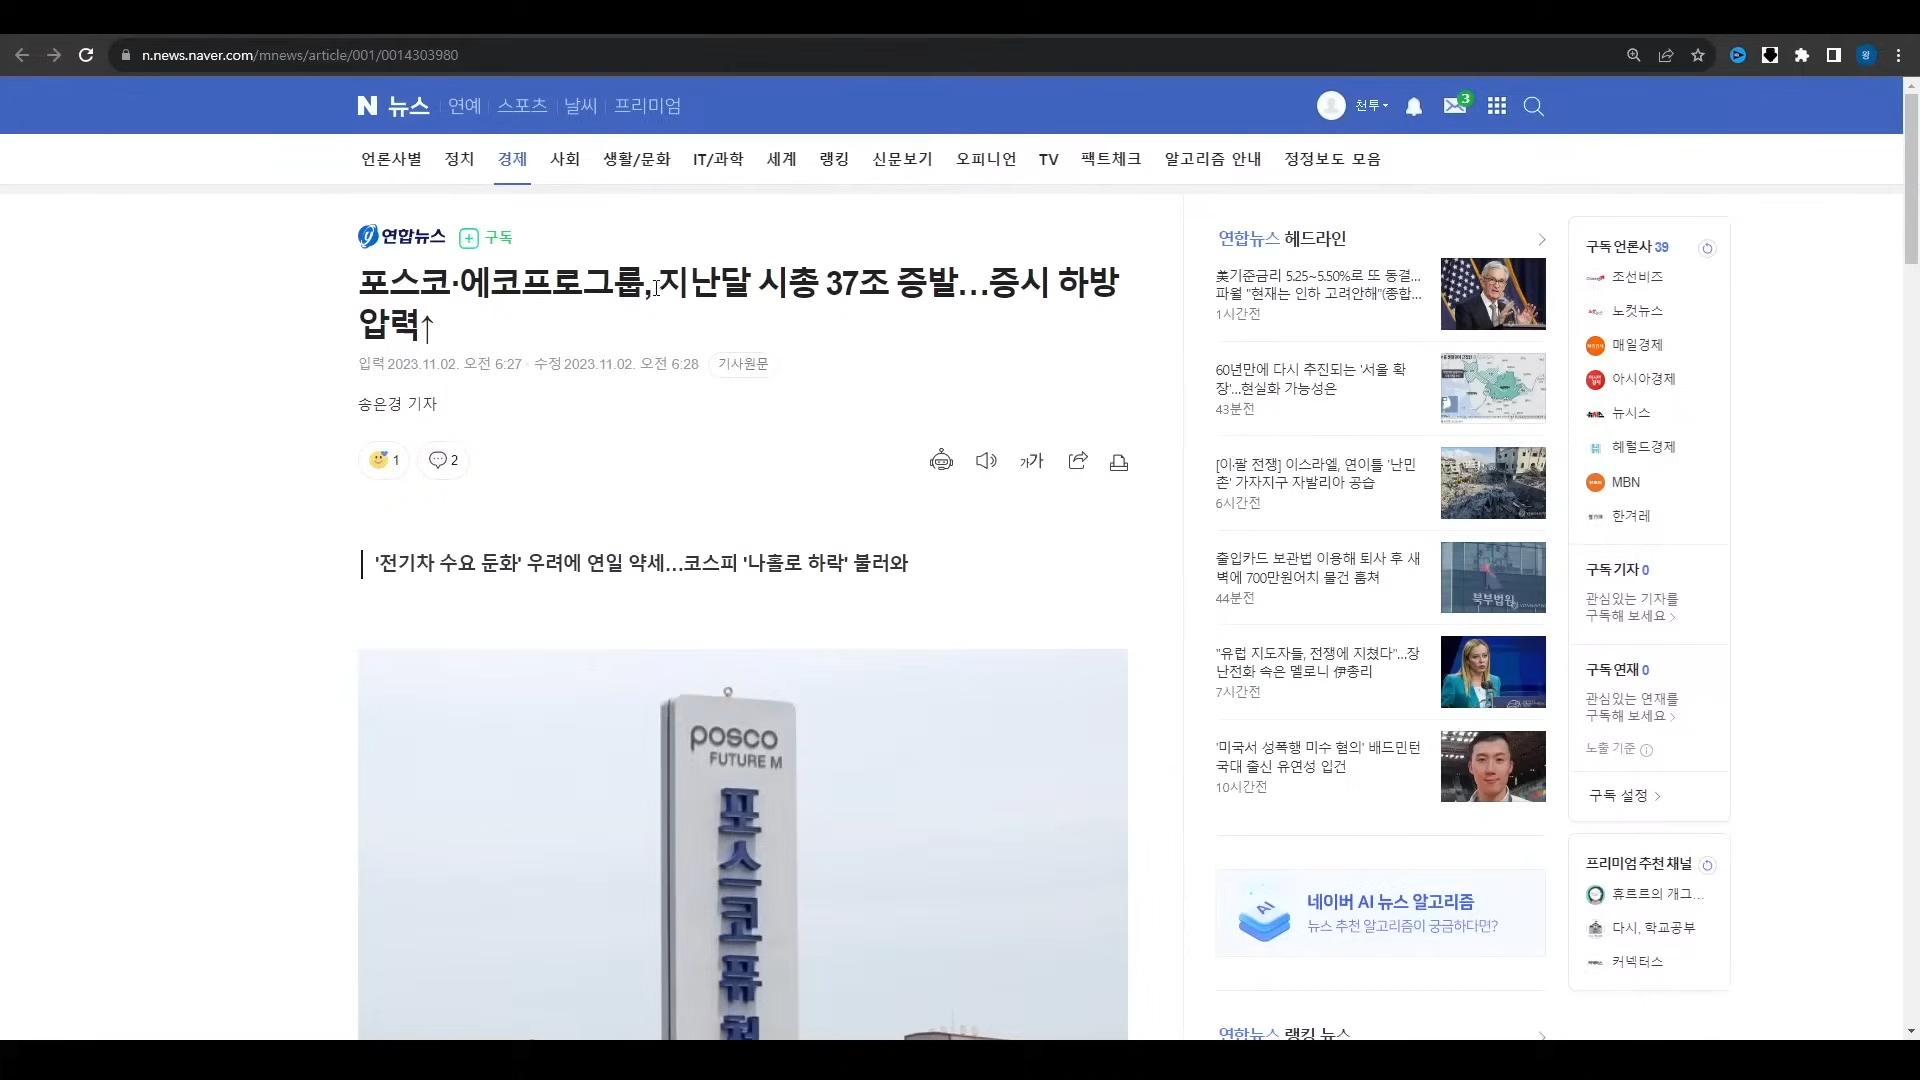 n.news.naver.com/mnews/article/001/0014303980
왕
N 뉴스 연예 스포츠 날씨 프리미엄
천투
3
언론사별 정치 경제 사회 생활/문화 IT/과학 세계 랭킹 신문보기 오피니언 TV 팩트체크 알고리즘 안내 정정보도 모음
연합뉴스 구독
포스코·에코프로그룹, 지난달 시총 37조 증발…증시 하방
압력↑
입력 2023.11.02. 오전 6:27 · 수정 2023.11.02. 오전 6:28 기사원문
송은경 기자
1 2
가가
'전기차 수요 둔화' 우려에 연일 약세…코스피 '나홀로 하락' 불러와
posco
FUTURE M
포스코퓨처
연합뉴스 헤드라인
美기준금리 5.25~5.50%로 또 동결…
파월 "현재는 인하 고려안해"(종합…
1시간전
60년만에 다시 추진되는 '서울 확
장'…현실화 가능성은
43분전
[이·팔 전쟁] 이스라엘, 연이틀 '난민
촌' 가자지구 자발리아 공습
6시간전
출입카드 보관법 이용해 퇴사 후 새
벽에 700만원어치 물건 훔쳐
44분전
북부법원
"유럽 지도자들, 전쟁에 지쳤다"…장
난전화 속은 멜로니 伊총리
7시간전
'미국서 성폭행 미수 혐의' 배드민턴
국대 출신 유연성 입건
10시간전
AI
네이버 AI 뉴스 알고리즘
뉴스 추천 알고리즘이 궁금하다면?
연합뉴스 랭킹 뉴스
구독 언론사 39
조선비즈
노컷뉴스
매일경제
아시아경제
뉴시스
헤럴드경제
MBN
한겨레
구독 기자 0
관심있는 기자를
구독해 보세요
구독 연재 0
관심있는 연재를
구독해 보세요
노출 기준
구독 설정
프리미엄 추천 채널
휴르르의 개그…
다시, 학교공부
커넥터스